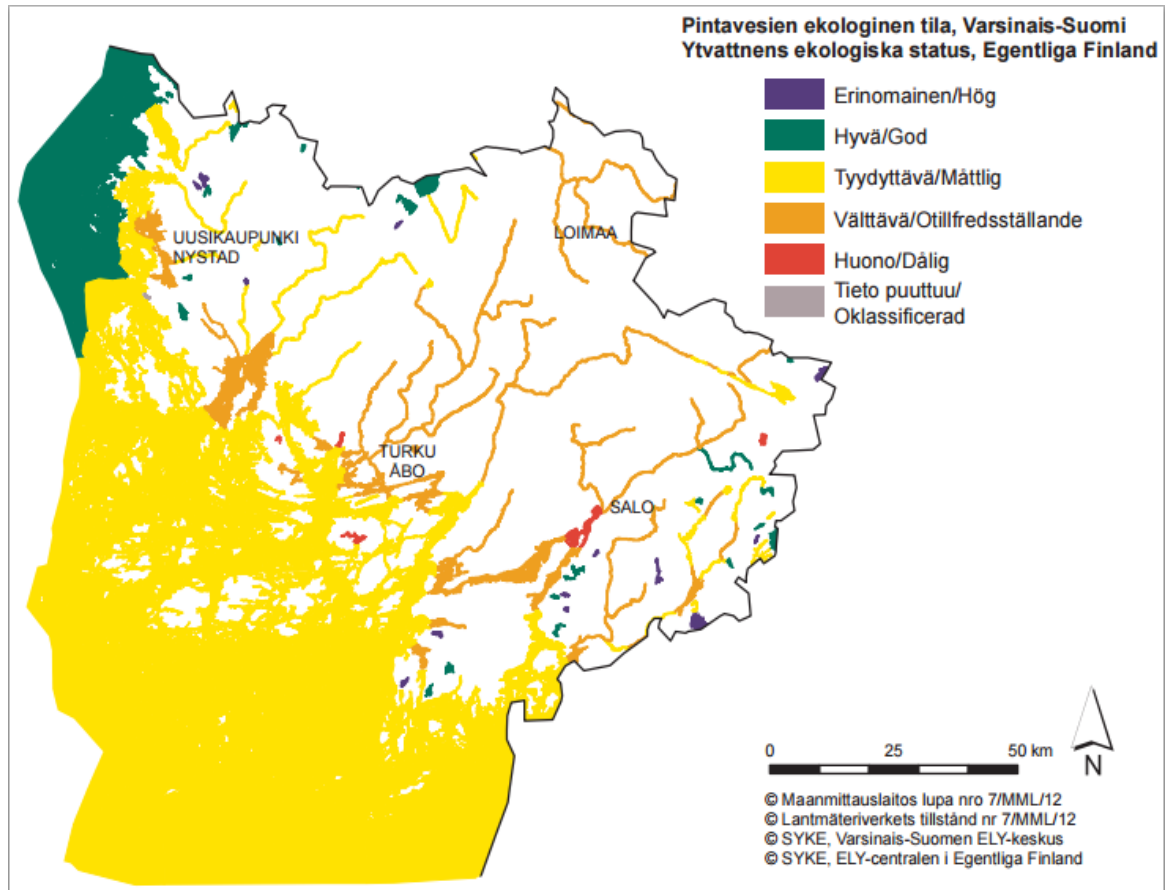 Pintavesien ekologinen tila, Varsinais-Suomi
Ytvattnens ekologiska status, Egentliga Finland
Erinomainen/Hög
Hyvä/God
Tyydyttävä/Måttlig
Välttävä/Otillfredsställande
Huono/Dålig
Tieto puuttuu/
Oklassificerad
UUSIKAUPUNKI
NYSTAD
LOIMAA
TURKU
ÅBO
SALO
0 25 50 km
N
© Maanmittauslaitos lupa nro 7/MML/12
© Lantmäteriverkets tillstånd nr 7/MML/12
© SYKE, Varsinais-Suomen ELY-keskus
© SYKE, ELY-centralen i Egentliga Finland